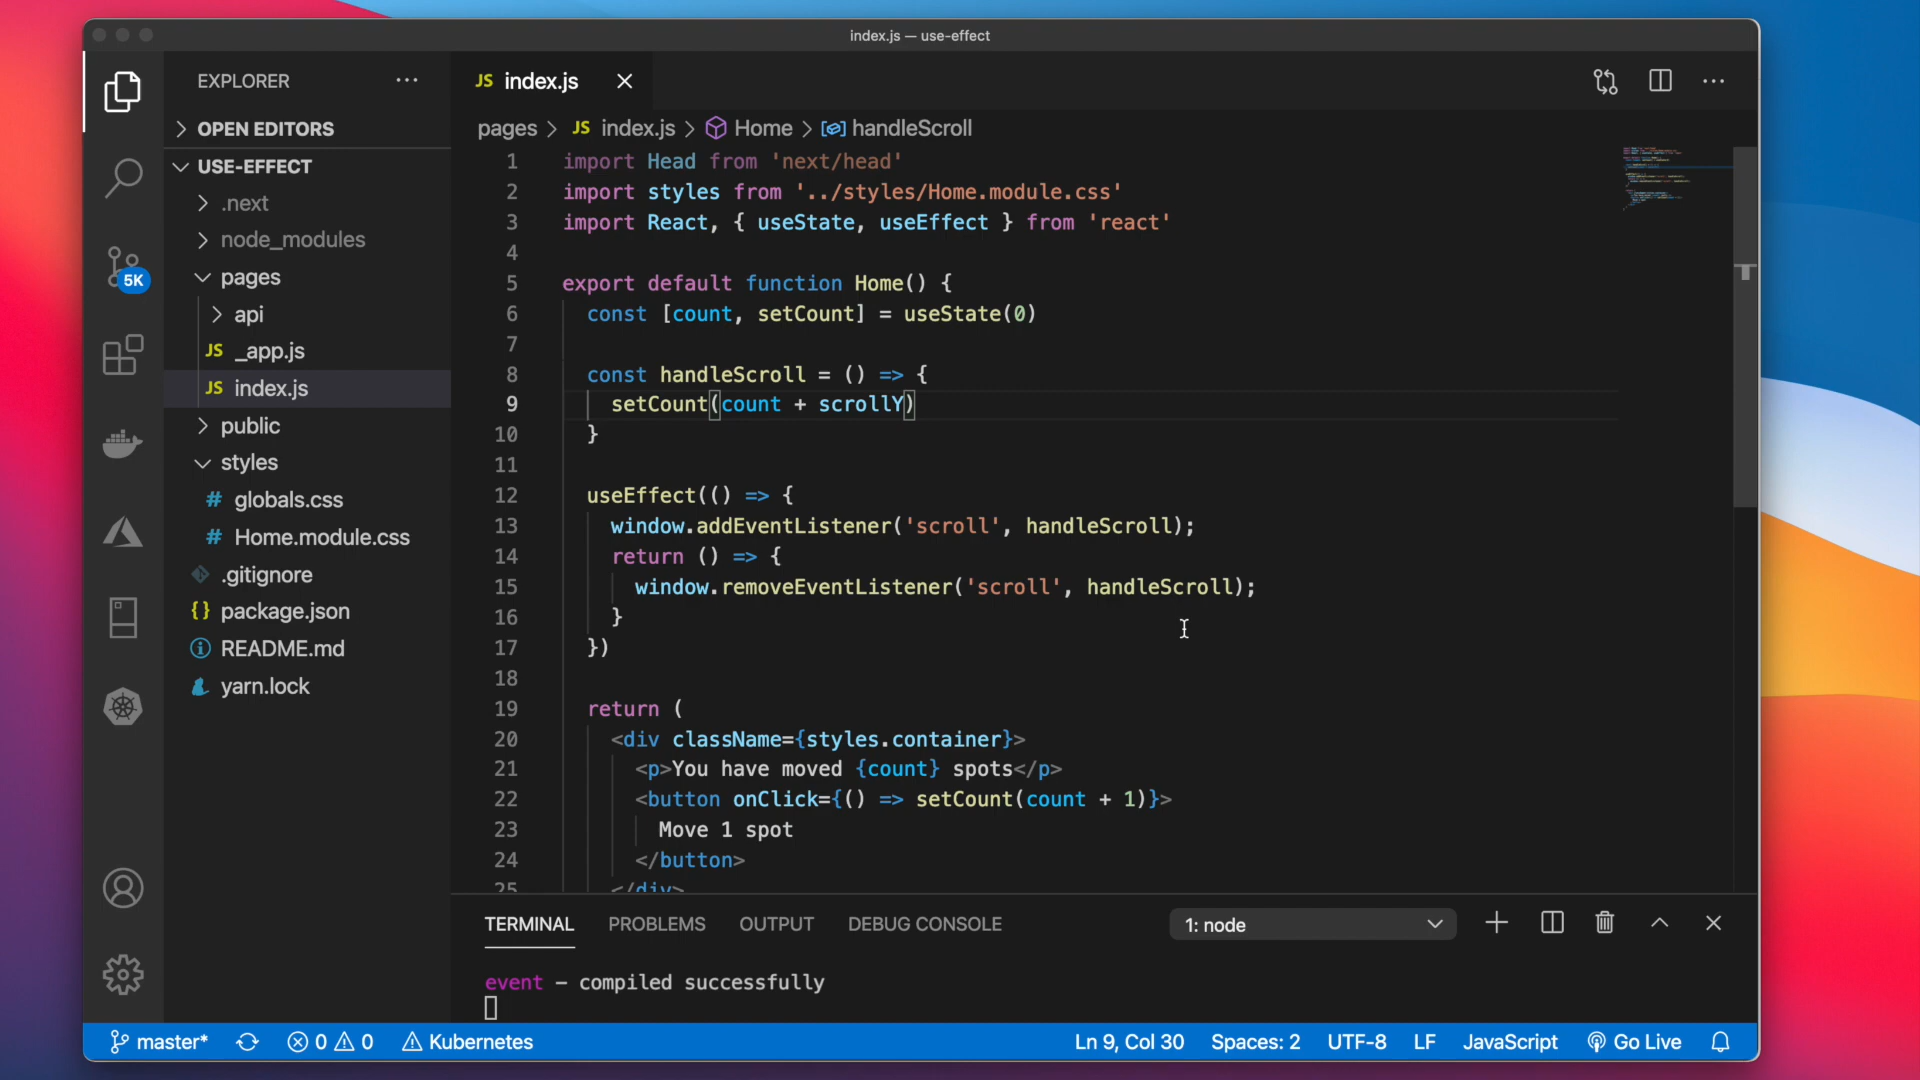 index.js — use-effect
EXPLORER
OPEN EDITORS
USE-EFFECT
.next
node_modules
pages
api
JS _app.js
JS index.js
public
styles
# globals.css
# Home.module.css
.gitignore
{} package.json
README.md
yarn.lock
5K
JS index.js
pages > JS index.js > Home > handleScroll
1 import Head from 'next/head'
2 import styles from '../styles/Home.module.css'
3 import React, { useState, useEffect } from 'react'
4
5 export default function Home() {
6 const [count, setCount] = useState(0)
7
8 const handleScroll = () => {
9 setCount(count + scrollY)
10 }
11
12 useEffect(() => {
13 window.addEventListener('scroll', handleScroll);
14 return () => {
15 window.removeEventListener('scroll', handleScroll);
16 }
17 })
18
19 return (
20 <div className={styles.container}>
21 <p>You have moved {count} spots</p>
22 <button onClick={() => setCount(count + 1)}>
23 Move 1 spot
24 </button>
25 </div>
TERMINAL PROBLEMS OUTPUT DEBUG CONSOLE 1: node
event – compiled successfully
master* 0 0 Kubernetes Ln 9, Col 30 Spaces: 2 UTF-8 LF JavaScript Go Live